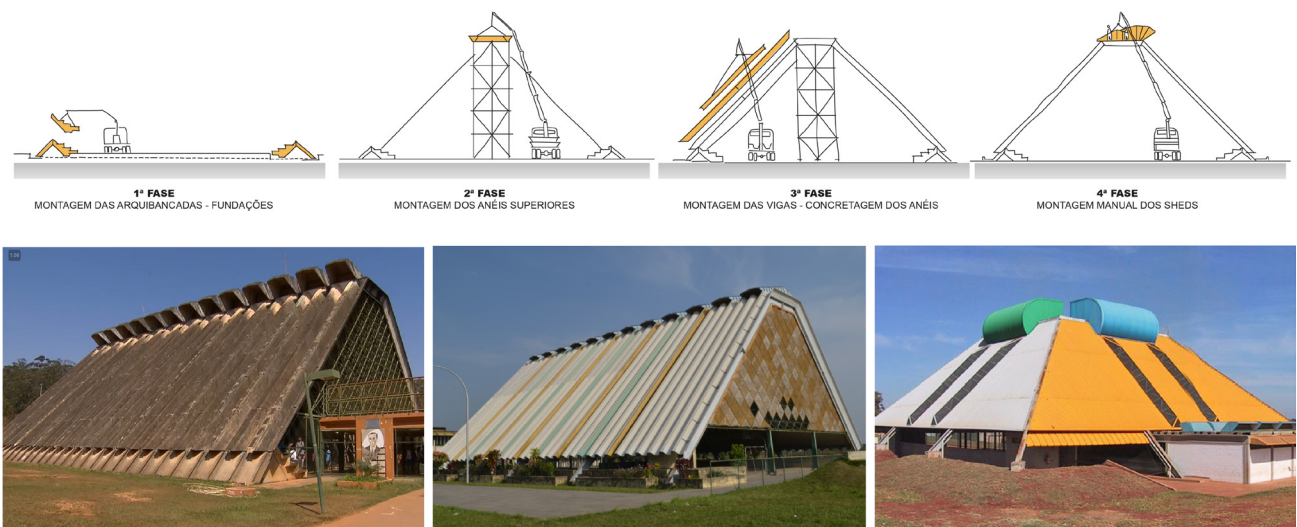 1ª FASE
MONTAGEM DAS ARQUIBANCADAS - FUNDAÇÕES
2ª FASE
MONTAGEM DOS ANÉIS SUPERIORES
3ª FASE
MONTAGEM DAS VIGAS - CONCRETAGEM DOS ANÉIS
4ª FASE
MONTAGEM MANUAL DOS SHEDS